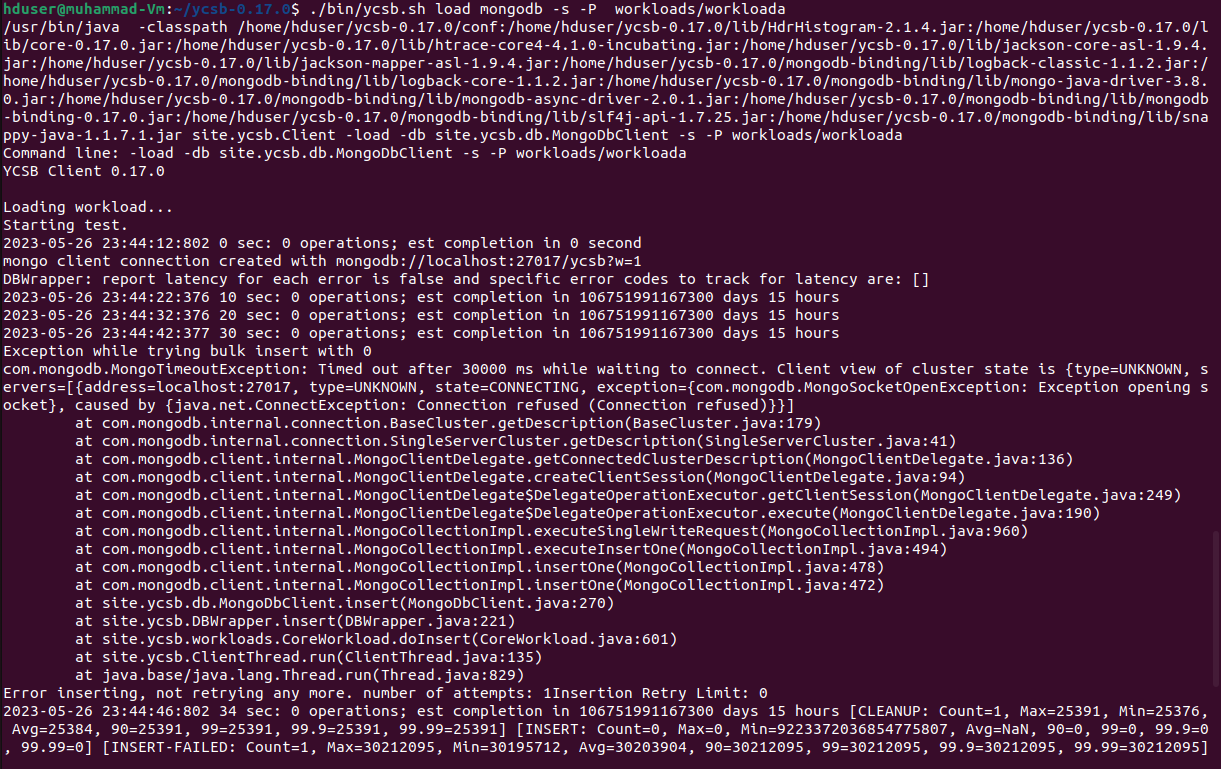 hduser@muhammad-Vm:~/ycsb-0.17.0$ ./bin/ycsb.sh load mongodb -s -P  workloads/workloada
/usr/bin/java  -classpath /home/hduser/ycsb-0.17.0/conf:/home/hduser/ycsb-0.17.0/lib/HdrHistogram-2.1.4.jar:/home/hduser/ycsb-0.17.0/l
ib/core-0.17.0.jar:/home/hduser/ycsb-0.17.0/lib/htrace-core4-4.1.0-incubating.jar:/home/hduser/ycsb-0.17.0/lib/jackson-core-asl-1.9.4.
jar:/home/hduser/ycsb-0.17.0/lib/jackson-mapper-asl-1.9.4.jar:/home/hduser/ycsb-0.17.0/mongodb-binding/lib/logback-classic-1.1.2.jar:/
home/hduser/ycsb-0.17.0/mongodb-binding/lib/logback-core-1.1.2.jar:/home/hduser/ycsb-0.17.0/mongodb-binding/lib/mongo-java-driver-3.8.
0.jar:/home/hduser/ycsb-0.17.0/mongodb-binding/lib/mongodb-async-driver-2.0.1.jar:/home/hduser/ycsb-0.17.0/mongodb-binding/lib/mongodb
-binding-0.17.0.jar:/home/hduser/ycsb-0.17.0/mongodb-binding/lib/slf4j-api-1.7.25.jar:/home/hduser/ycsb-0.17.0/mongodb-binding/lib/sna
ppy-java-1.1.7.1.jar site.ycsb.Client -load -db site.ycsb.db.MongoDbClient -s -P workloads/workloada
Command line: -load -db site.ycsb.db.MongoDbClient -s -P workloads/workloada
YCSB Client 0.17.0

Loading workload...
Starting test.
2023-05-26 23:44:12:802 0 sec: 0 operations; est completion in 0 second
mongo client connection created with mongodb://localhost:27017/ycsb?w=1
DBWrapper: report latency for each error is false and specific error codes to track for latency are: []
2023-05-26 23:44:22:376 10 sec: 0 operations; est completion in 106751991167300 days 15 hours
2023-05-26 23:44:32:376 20 sec: 0 operations; est completion in 106751991167300 days 15 hours
2023-05-26 23:44:42:377 30 sec: 0 operations; est completion in 106751991167300 days 15 hours
Exception while trying bulk insert with 0
com.mongodb.MongoTimeoutException: Timed out after 30000 ms while waiting to connect. Client view of cluster state is {type=UNKNOWN, s
ervers=[{address=localhost:27017, type=UNKNOWN, state=CONNECTING, exception={com.mongodb.MongoSocketOpenException: Exception opening s
ocket}, caused by {java.net.ConnectException: Connection refused (Connection refused)}}]
        at com.mongodb.internal.connection.BaseCluster.getDescription(BaseCluster.java:179)
        at com.mongodb.internal.connection.SingleServerCluster.getDescription(SingleServerCluster.java:41)
        at com.mongodb.client.internal.MongoClientDelegate.getConnectedClusterDescription(MongoClientDelegate.java:136)
        at com.mongodb.client.internal.MongoClientDelegate.createClientSession(MongoClientDelegate.java:94)
        at com.mongodb.client.internal.MongoClientDelegate$DelegateOperationExecutor.getClientSession(MongoClientDelegate.java:249)
        at com.mongodb.client.internal.MongoClientDelegate$DelegateOperationExecutor.execute(MongoClientDelegate.java:190)
        at com.mongodb.client.internal.MongoCollectionImpl.executeSingleWriteRequest(MongoCollectionImpl.java:960)
        at com.mongodb.client.internal.MongoCollectionImpl.executeInsertOne(MongoCollectionImpl.java:494)
        at com.mongodb.client.internal.MongoCollectionImpl.insertOne(MongoCollectionImpl.java:478)
        at com.mongodb.client.internal.MongoCollectionImpl.insertOne(MongoCollectionImpl.java:472)
        at site.ycsb.db.MongoDbClient.insert(MongoDbClient.java:270)
        at site.ycsb.DBWrapper.insert(DBWrapper.java:221)
        at site.ycsb.workloads.CoreWorkload.doInsert(CoreWorkload.java:601)
        at site.ycsb.ClientThread.run(ClientThread.java:135)
        at java.base/java.lang.Thread.run(Thread.java:829)
Error inserting, not retrying any more. number of attempts: 1Insertion Retry Limit: 0
2023-05-26 23:44:46:802 34 sec: 0 operations; est completion in 106751991167300 days 15 hours [CLEANUP: Count=1, Max=25391, Min=25376,
 Avg=25384, 90=25391, 99=25391, 99.9=25391, 99.99=25391] [INSERT: Count=0, Max=0, Min=9223372036854775807, Avg=NaN, 90=0, 99=0, 99.9=0
, 99.99=0] [INSERT-FAILED: Count=1, Max=30212095, Min=30195712, Avg=30203904, 90=30212095, 99=30212095, 99.9=30212095, 99.99=30212095]